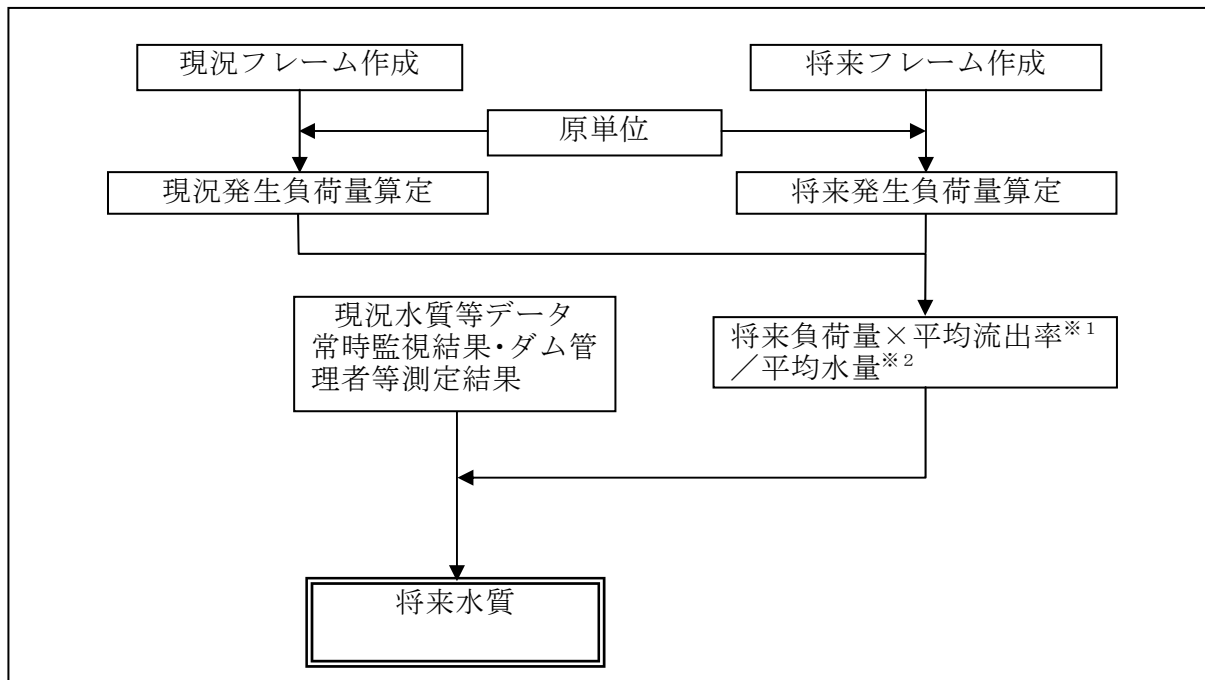 現況フレーム作成
将来フレーム作成
原単位
現況発生負荷量算定
将来発生負荷量算定
現況水質等データ
常時監視結果・ダム管
理者等測定結果
将来負荷量×平均流出率※1
／平均水量※2
将来水質